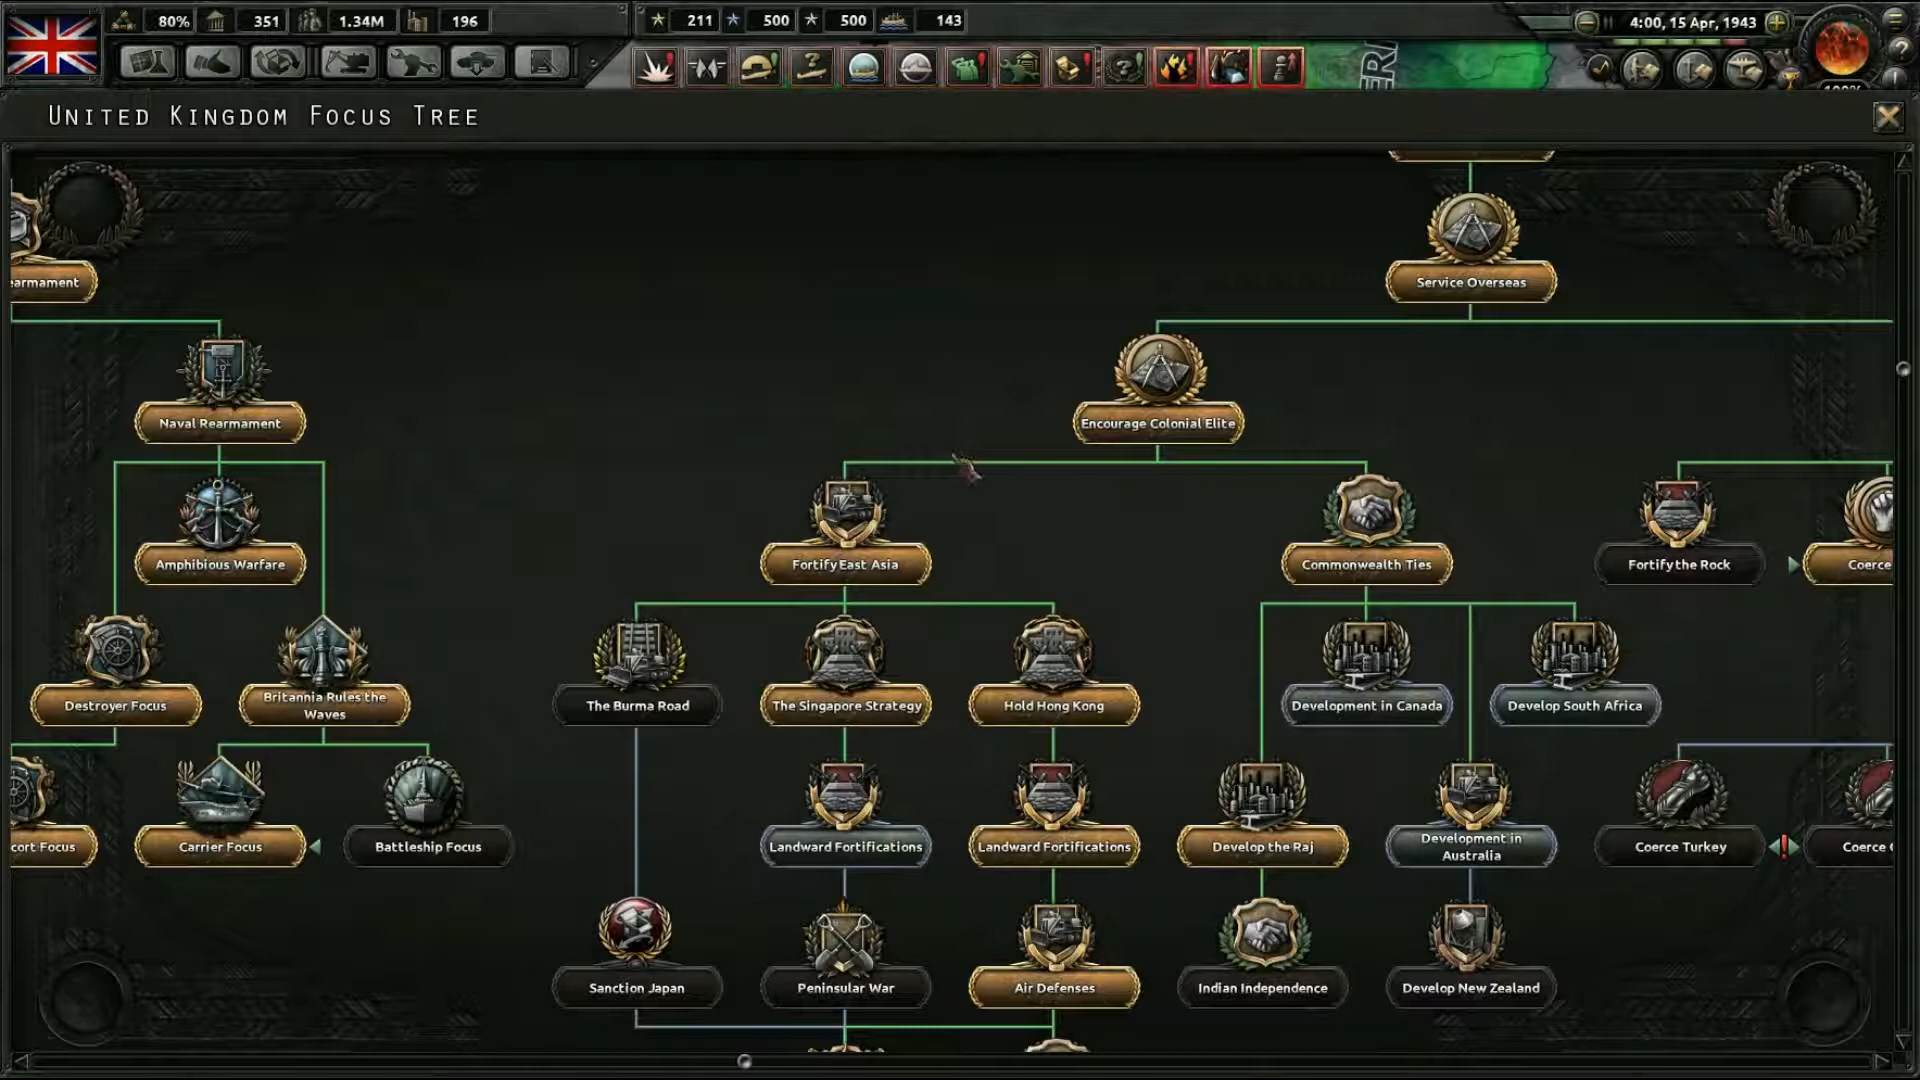 80%
351
1.34M
196
211
500
500
143
4:00, 15 Apr, 1943
United Kingdom Focus Tree
Service Overseas
earmament
Naval Rearmament
Encourage Colonial Elite
Amphibious Warfare
Fortify East Asia
Commonwealth Ties
Fortify the Rock
Coerce
Destroyer Focus
Britannia Rules the
Waves
The Burma Road
The Singapore Strategy
Hold Hong Kong
Development in Canada
Develop South Africa
cort Focus
Carrier Focus
Battleship Focus
Landward Fortifications
Landward Fortifications
Develop the Raj
Development in
Australia
Coerce Turkey
Coerce
Sanction Japan
Peninsular War
Air Defenses
Indian Independence
Develop New Zealand